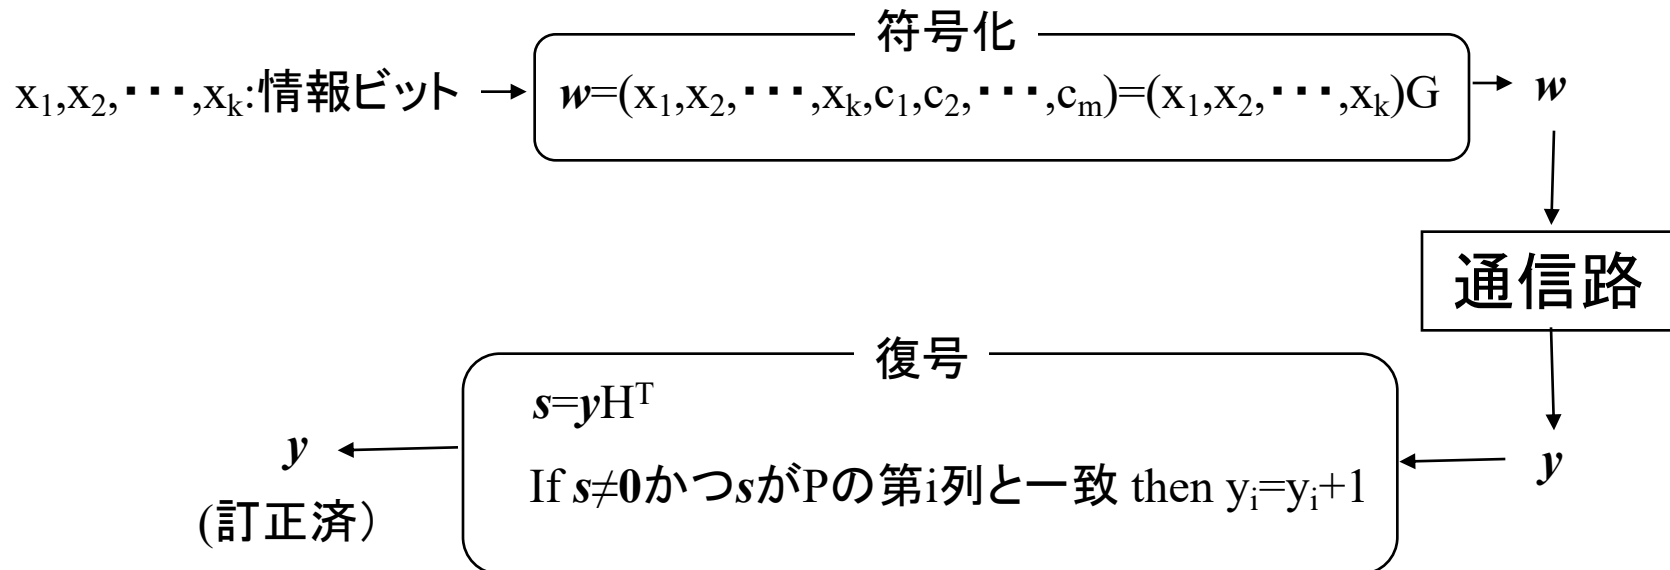 符号化
x₁,x₂,･･･,xₖ:情報ビット
w=(x₁,x₂,･･･,xₖ,c₁,c₂,･･･,cₘ)=(x₁,x₂,･･･,xₖ)G
w
通信路
復号
s=yHᵀ
y
If s≠0かつsがPの第i列と一致 then yᵢ=yᵢ+1
y
(訂正済)